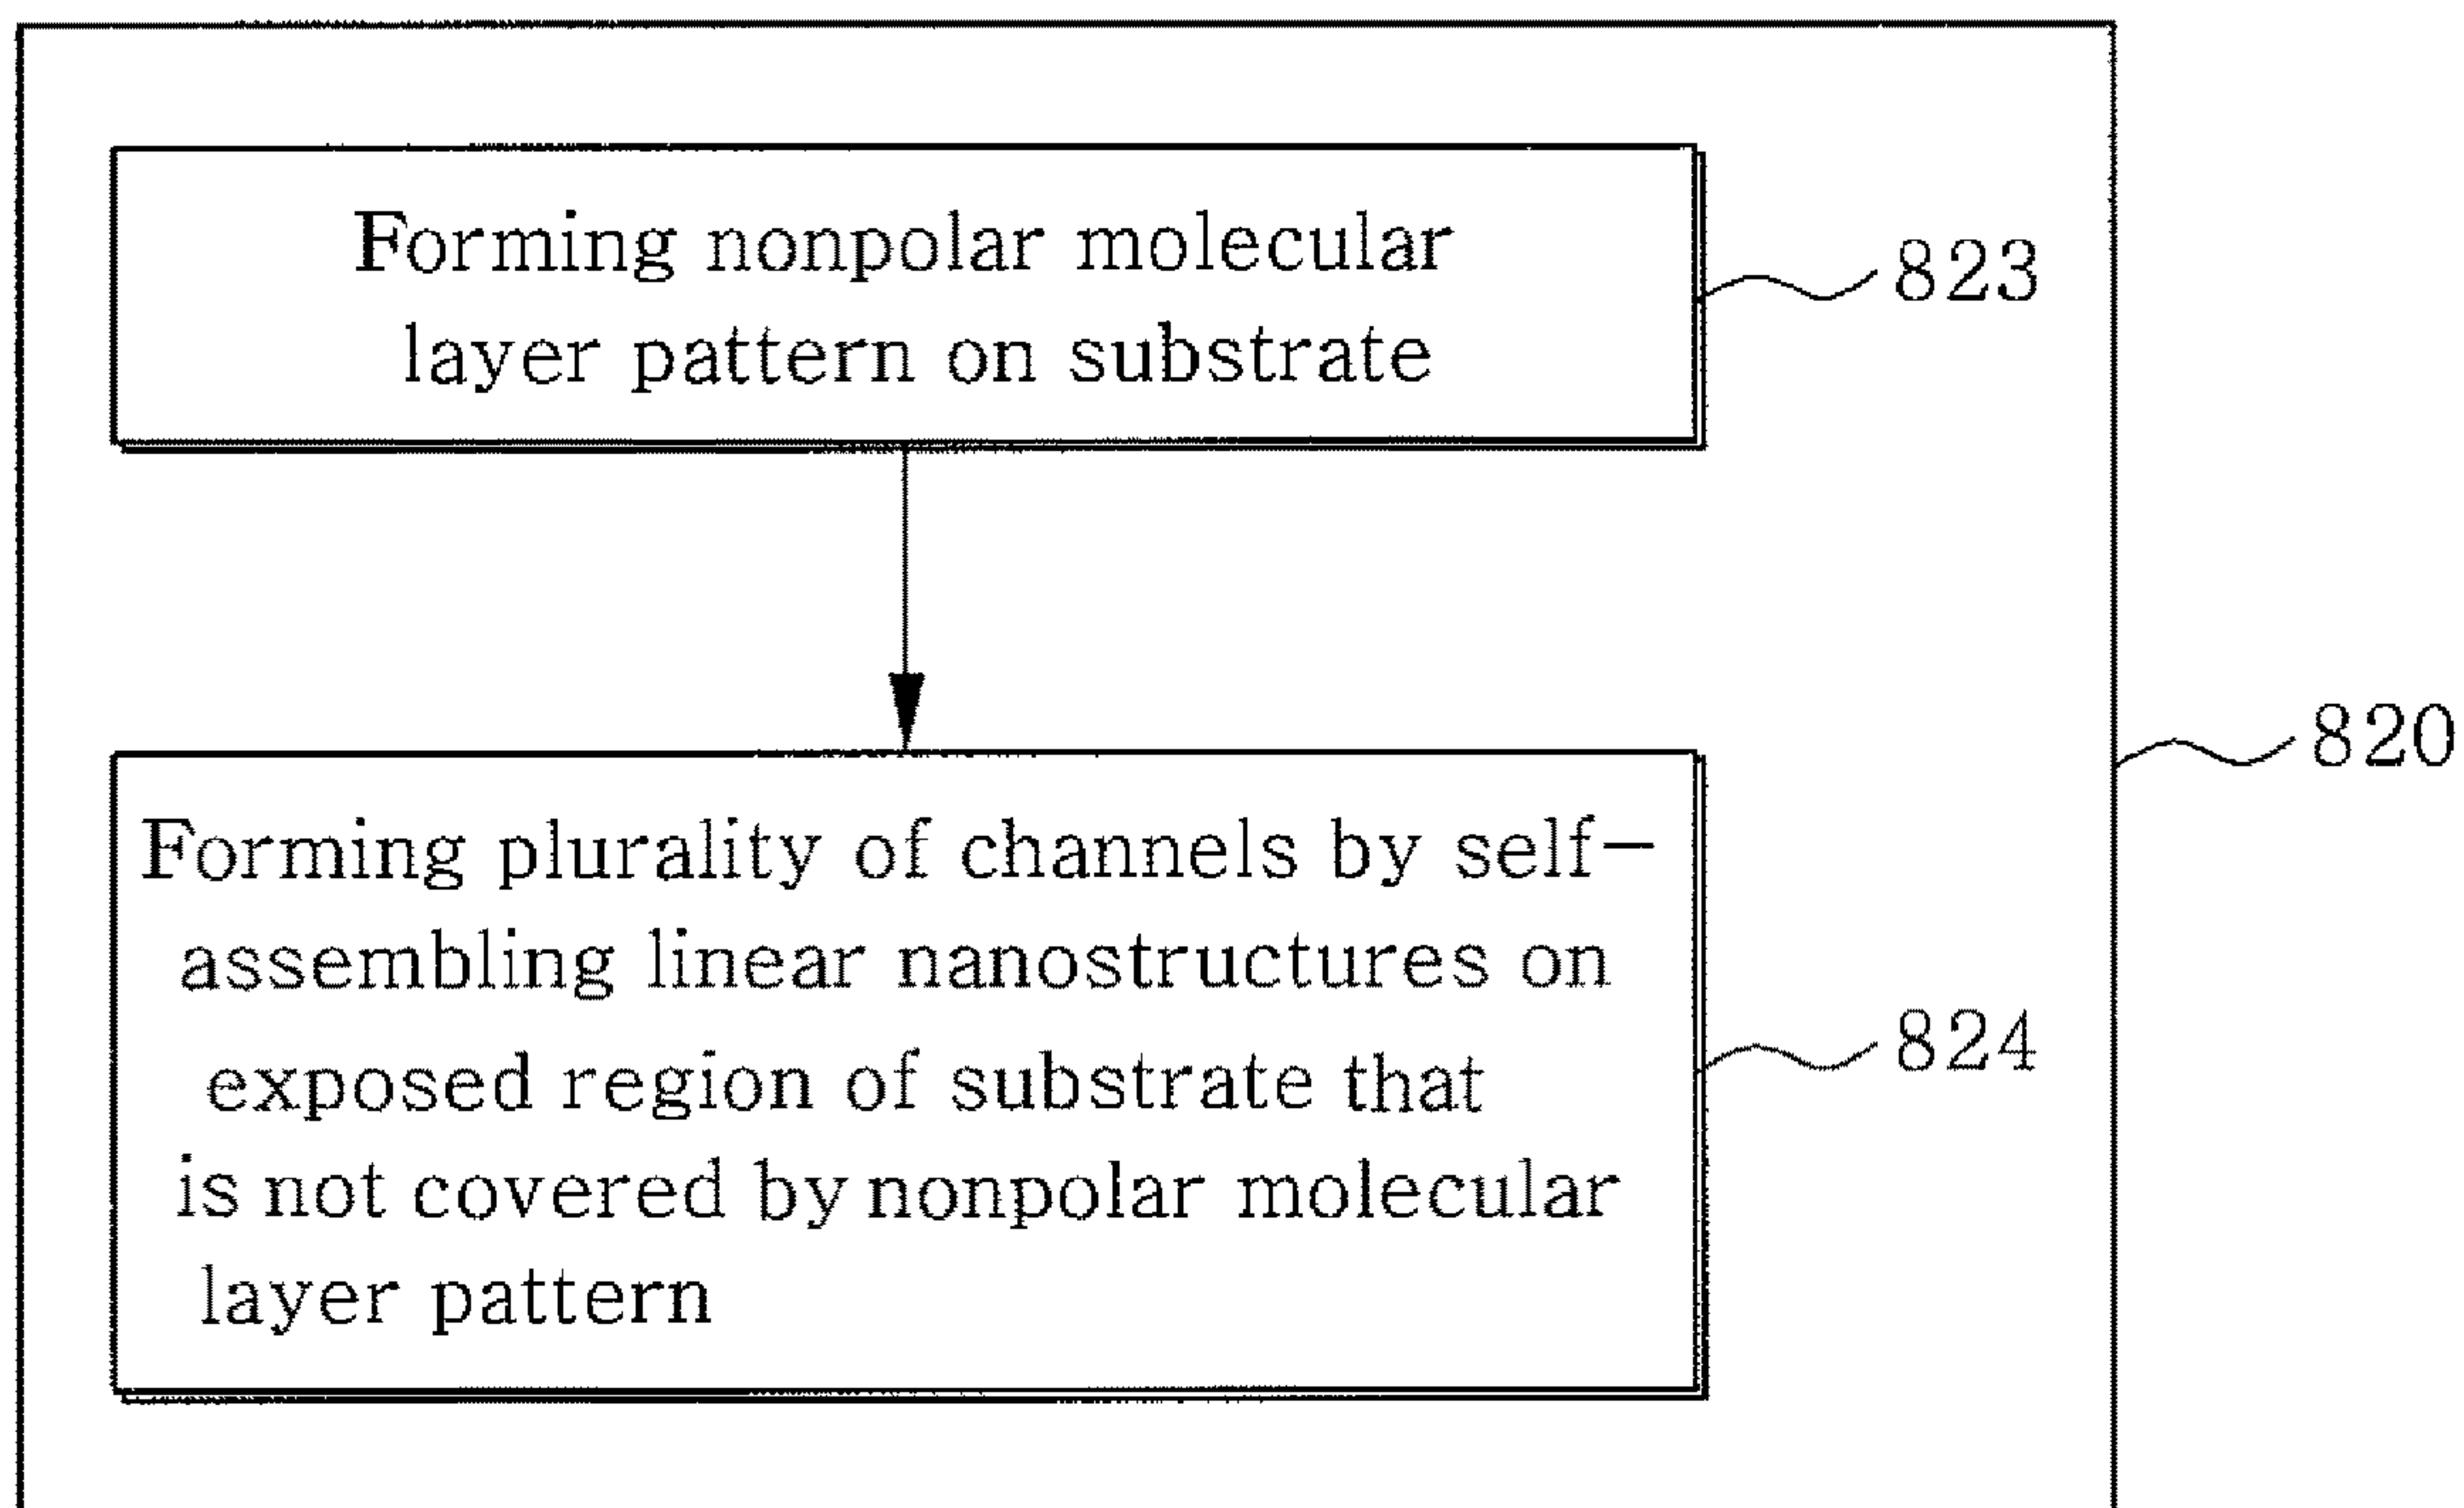 Forming nonpolar molecular
layer pattern on substrate
823
Forming plurality of channels by self-
assembling linear nanostructures on
exposed region of substrate that
is not covered by nonpolar molecular
layer pattern
824
820